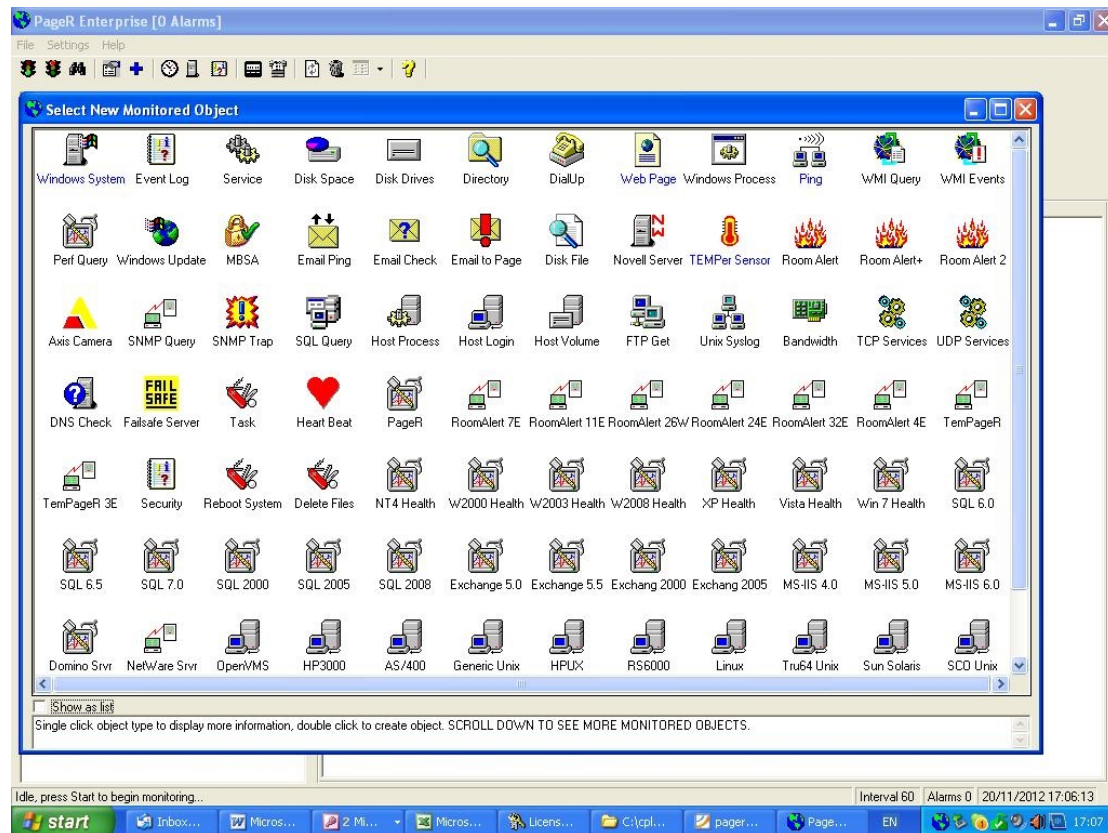 PageR Enterprise [0 Alarms]
File Settings Help
Select New Monitored Object
Windows System Event Log Service Disk Space Disk Drives Directory DialUp Web Page Windows Process Ping WMI Query WMI Events
Perf Query Windows Update MBSA Email Ping Email Check Email to Page Disk File Novell Server TEMPer Sensor Room Alert Room Alert+ Room Alert 2
Axis Camera SNMP Query SNMP Trap SQL Query Host Process Host Login Host Volume FTP Get Unix Syslog Bandwidth TCP Services UDP Services
FAIL
SAFE
DNS Check Failsafe Server Task Heart Beat PageR RoomAlert 7E RoomAlert 11E RoomAlert 26W RoomAlert 24E RoomAlert 32E RoomAlert 4E TemPageR
TemPageR 3E Security Reboot System Delete Files NT4 Health W2000 Health W2003 Health W2008 Health XP Health Vista Health Win 7 Health SQL 6.0
SQL 6.5 SQL 7.0 SQL 2000 SQL 2005 SQL 2008 Exchange 5.0 Exchange 5.5 Exchang 2000 Exchang 2005 MS-IIS 4.0 MS-IIS 5.0 MS-IIS 6.0
Domino Srvr NetWare Srvr OpenVMS HP3000 AS/400 Generic Unix HPUX RS6000 Linux Tru64 Unix Sun Solaris SCO Unix
Show as list
Single click object type to display more information, double click to create object. SCROLL DOWN TO SEE MORE MONITORED OBJECTS.
Idle, press Start to begin monitoring... Interval 60 Alarms 0 20/11/2012 17:06:13
start Inbox... Micros... 2 Mi... Micros... Licens... C:\cpl... pager... Page... EN 17:07